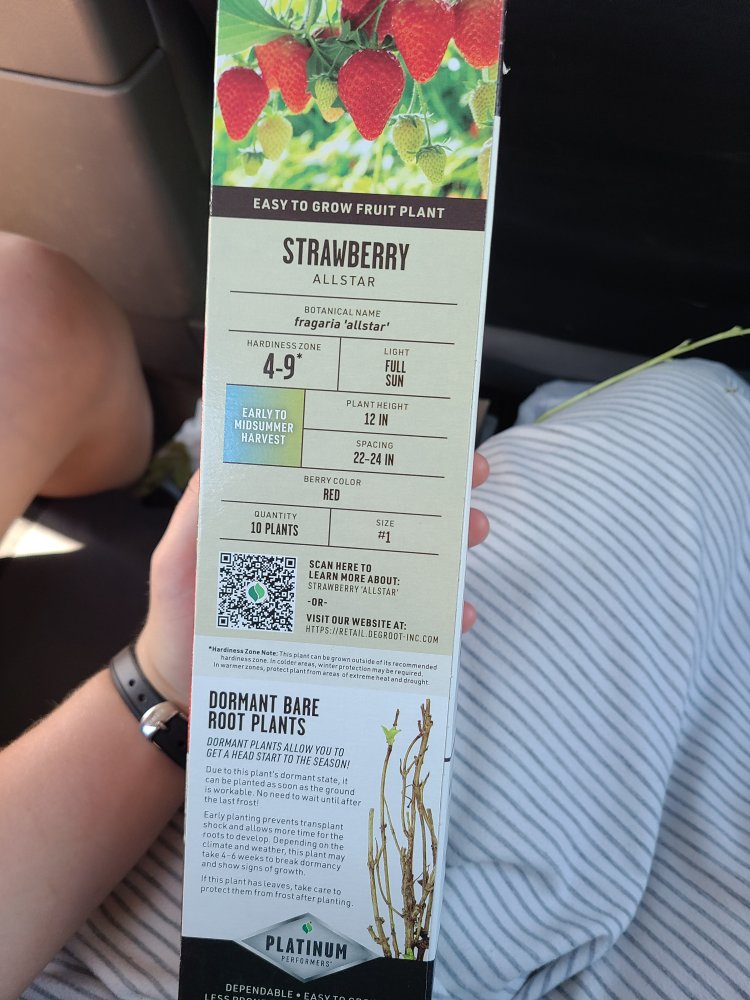 EASY TO GROW FRUIT PLANT
STRAWBERRY
ALLSTAR
BOTANICAL NAME
fragaria 'allstar'
HARDINESS ZONE
4-9*
LIGHT
FULL
SUN
EARLY TO
MIDSUMMER
HARVEST
PLANT HEIGHT
12 IN
SPACING
22-24 IN
BERRY COLOR
RED
QUANTITY
10 PLANTS
SIZE
#1
SCAN HERE TO
LEARN MORE ABOUT:
STRAWBERRY 'ALLSTAR'
-OR-
VISIT OUR WEBSITE AT:
HTTPS://RETAIL.DEGROOT-INC.COM
*Hardiness Zone Note: This plant can be grown outside of its recommended
hardiness zone. In colder areas, winter protection may be required.
In warmer zones, protect plant from areas of extreme heat and drought.
DORMANT BARE
ROOT PLANTS
DORMANT PLANTS ALLOW YOU TO
GET A HEAD START TO THE SEASON!
Due to this plant's dormant state, it
can be planted as soon as the ground
is workable. No need to wait until after
the last frost!
Early planting prevents transplant
shock and allows more time for the
roots to develop. Depending on the
climate and weather, this plant may
take 4-6 weeks to break dormancy
and show signs of growth.
If this plant has leaves, take care to
protect them from frost after planting.
PLATINUM
PERFORMERS
DEPENDABLE • EASY TO
LESS